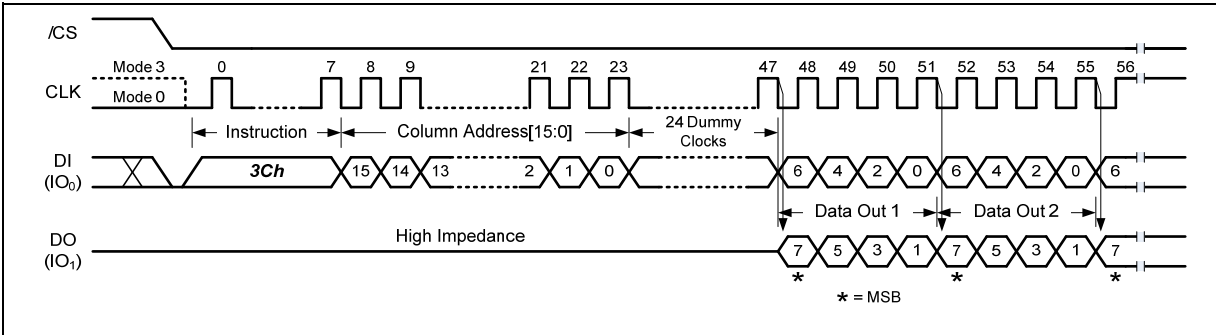 /CS
Mode 3 0 7 8 9 21 22 23 47 48 49 50 51 52 53 54 55 56
CLK
Mode 0
Instruction Column Address[15:0] 24 Dummy Clocks
DI (IO0) 3Ch 15 14 13 2 1 0 6 4 2 0 6 4 2 0 6
Data Out 1 Data Out 2
DO (IO1) High Impedance 7 5 3 1 7 5 3 1 7
* * *
* = MSB